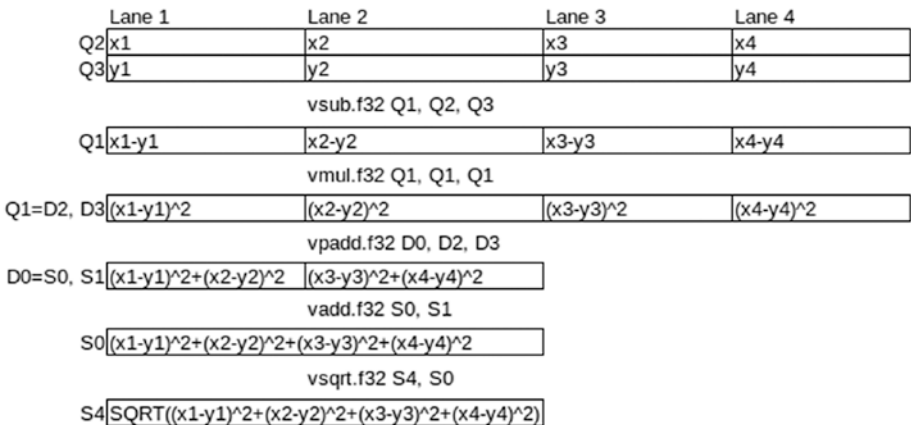 Lane 1 Lane 2 Lane 3 Lane 4
Q2 x1 x2 x3 x4
Q3 y1 y2 y3 y4
vsub.f32 Q1, Q2, Q3
Q1 x1-y1 x2-y2 x3-y3 x4-y4
vmul.f32 Q1, Q1, Q1
Q1=D2, D3 (x1-y1)^2 (x2-y2)^2 (x3-y3)^2 (x4-y4)^2
vpadd.f32 D0, D2, D3
D0=S0, S1 (x1-y1)^2+(x2-y2)^2 (x3-y3)^2+(x4-y4)^2
vadd.f32 S0, S1
S0 (x1-y1)^2+(x2-y2)^2+(x3-y3)^2+(x4-y4)^2
vsqrt.f32 S4, S0
S4 SQRT((x1-y1)^2+(x2-y2)^2+(x3-y3)^2+(x4-y4)^2)